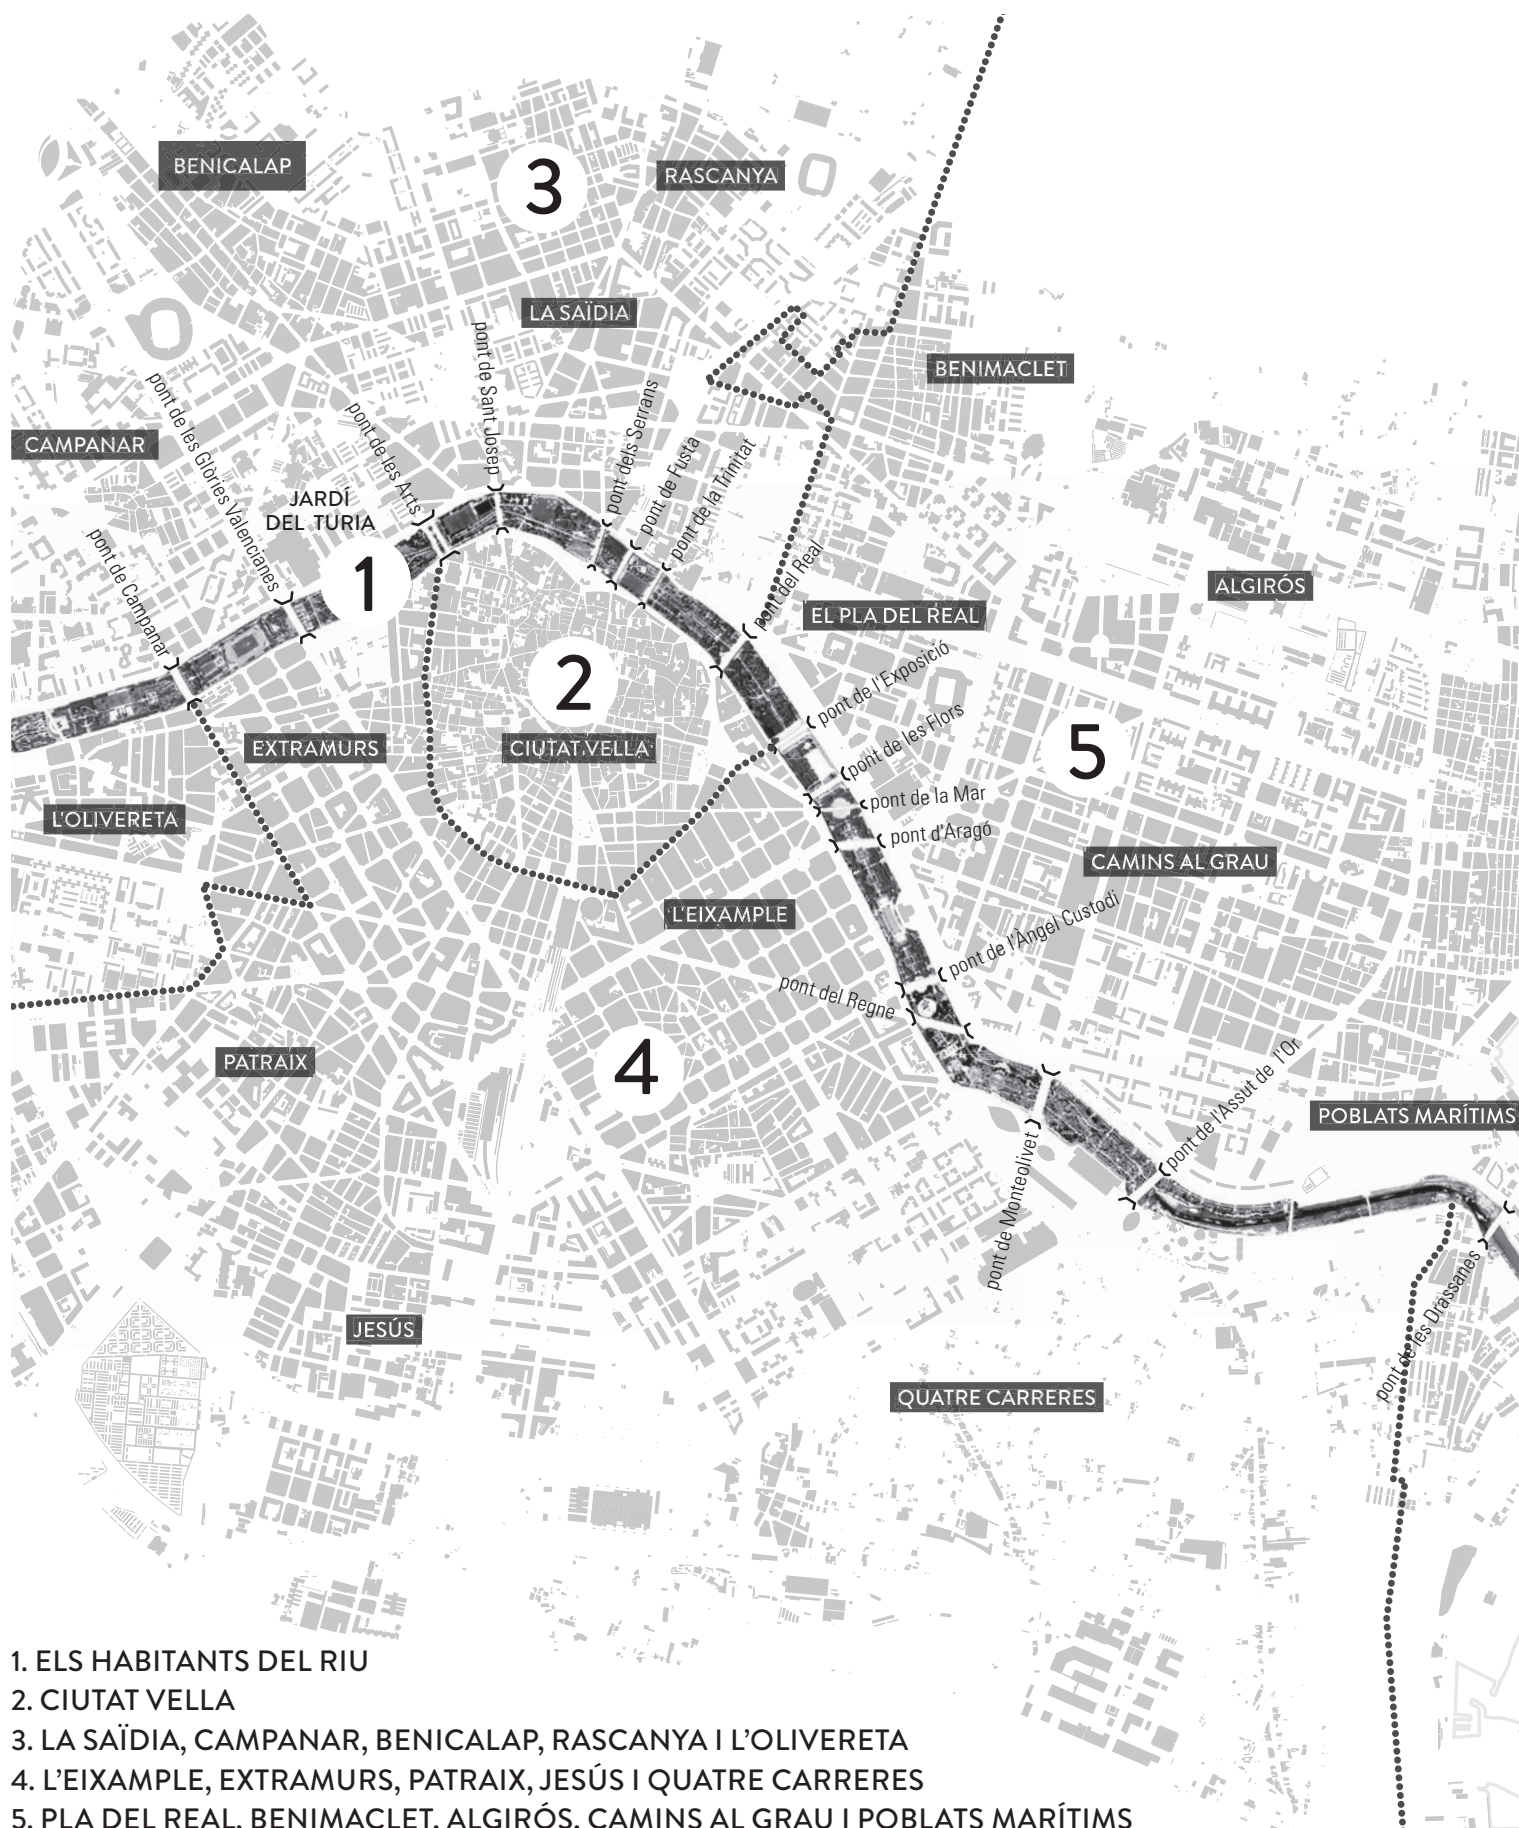 BENICALAP
3
RASCANYA
LA SAÏDIA
BENIMACLET
CAMPANAR
pont de Campanar
pont de les Glòries Valencianes
JARDÍ
DEL TURIA
pont de les Arts
pont de Sant Josep
pont dels Serrans
pont de Fusta
pont de la Trinitat
pont del Real
1
ALGIRÓS
EL PLA DEL REAL
2
pont de l'Exposició
pont de les Flors
EXTRAMURS
CIUTAT VELLA
5
pont de la Mar
L'OLIVERETA
pont d'Aragó
CAMINS AL GRAU
L'EIXAMPLE
pont de l'Àngel Custodi
pont del Regne
PATRAIX
4
pont de l'Assut de l'Or
POBLATS MARÍTIMS
pont de Monteolivet
pont de les Drassanes
JESÚS
QUATRE CARRERES
1. ELS HABITANTS DEL RIU
2. CIUTAT VELLA
3. LA SAÏDIA, CAMPANAR, BENICALAP, RASCANYA I L'OLIVERETA
4. L'EIXAMPLE, EXTRAMURS, PATRAIX, JESÚS I QUATRE CARRERES
5. PLA DEL REAL, BENIMACLET, ALGIRÓS, CAMINS AL GRAU I POBLATS MARÍTIMS